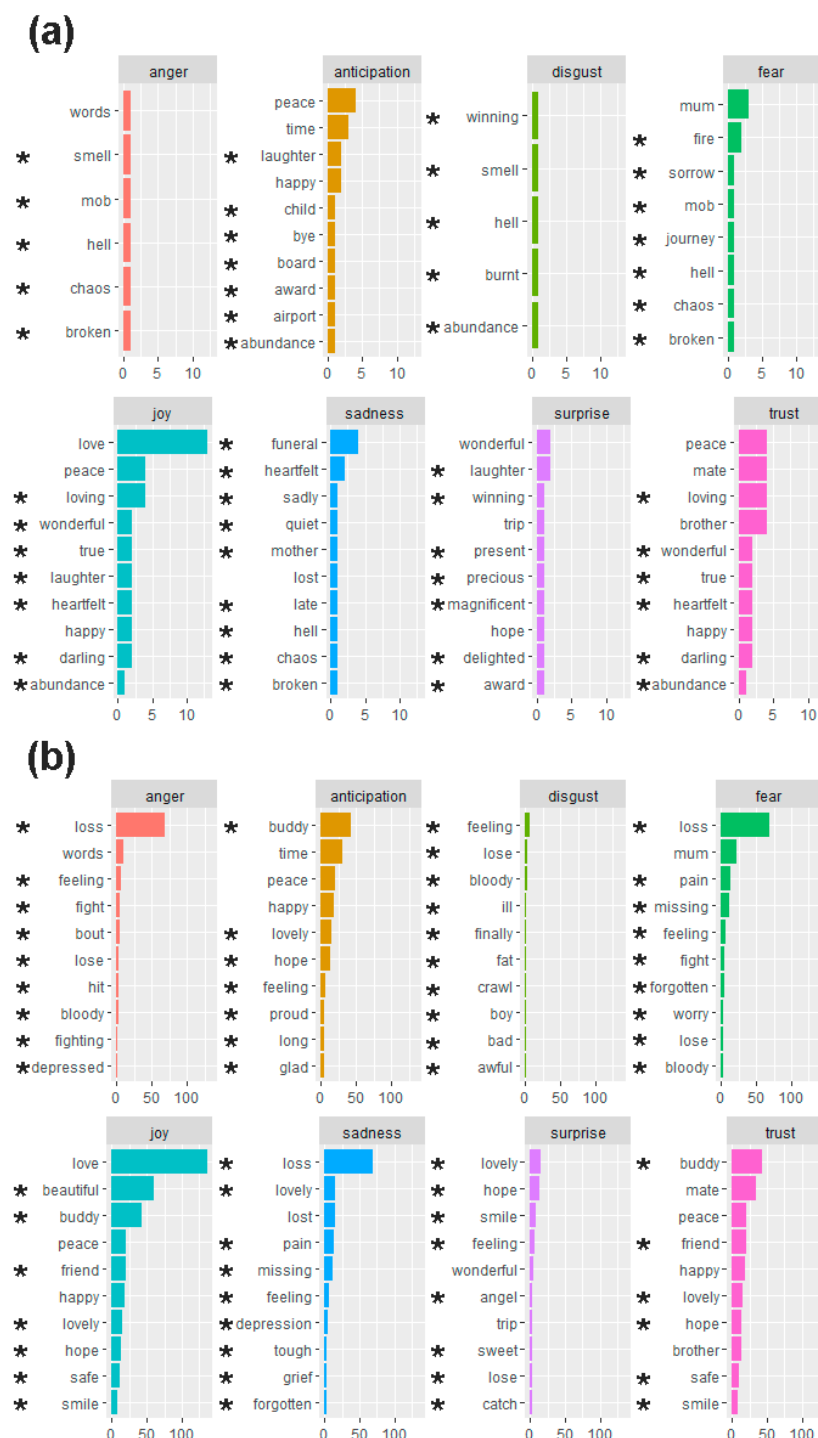 (a)
anger
words
* smell
* mob
* hell
* chaos
* broken
0 5 10
anticipation
peace
time
* laughter
happy
* child
* bye
* board
* award
* airport
* abundance
0 5 10
disgust
* winning
* smell
* hell
* burnt
* abundance
0 5 10
fear
mum
* fire
* sorrow
* mob
* journey
* hell
* chaos
* broken
0 5 10
joy
love
peace
* loving
* wonderful
* true
* laughter
* heartfelt
happy
* darling
* abundance
0 5 10
sadness
* funeral
* heartfelt
* sadly
* quiet
* mother
lost
* late
* hell
* chaos
* broken
0 5 10
surprise
wonderful
* laughter
* winning
trip
* present
* precious
* magnificent
hope
* delighted
* award
0 5 10
trust
peace
mate
* loving
brother
* wonderful
* true
* heartfelt
happy
* darling
* abundance
0 5 10
(b)
anger
* loss
words
* feeling
* fight
* bout
* lose
* hit
* bloody
* fighting
* depressed
0 50 100
anticipation
* buddy
time
peace
happy
* lovely
* hope
* feeling
* proud
* long
* glad
0 50 100
disgust
* feeling
* lose
* bloody
* ill
* finally
* fat
* crawl
* boy
* bad
* awful
0 50 100
fear
* loss
mum
* pain
* missing
* feeling
* fight
* forgotten
* worry
* lose
* bloody
0 50 100
joy
love
* beautiful
* buddy
peace
* friend
happy
* lovely
* hope
* safe
* smile
0 50 100
sadness
* loss
* lovely
lost
* pain
* missing
* feeling
* depression
* tough
* grief
* forgotten
0 50 100
surprise
* lovely
* hope
* smile
* feeling
wonderful
* angel
trip
* sweet
* lose
* catch
0 50 100
trust
* buddy
mate
peace
* friend
happy
* lovely
* hope
brother
* safe
* smile
0 50 100